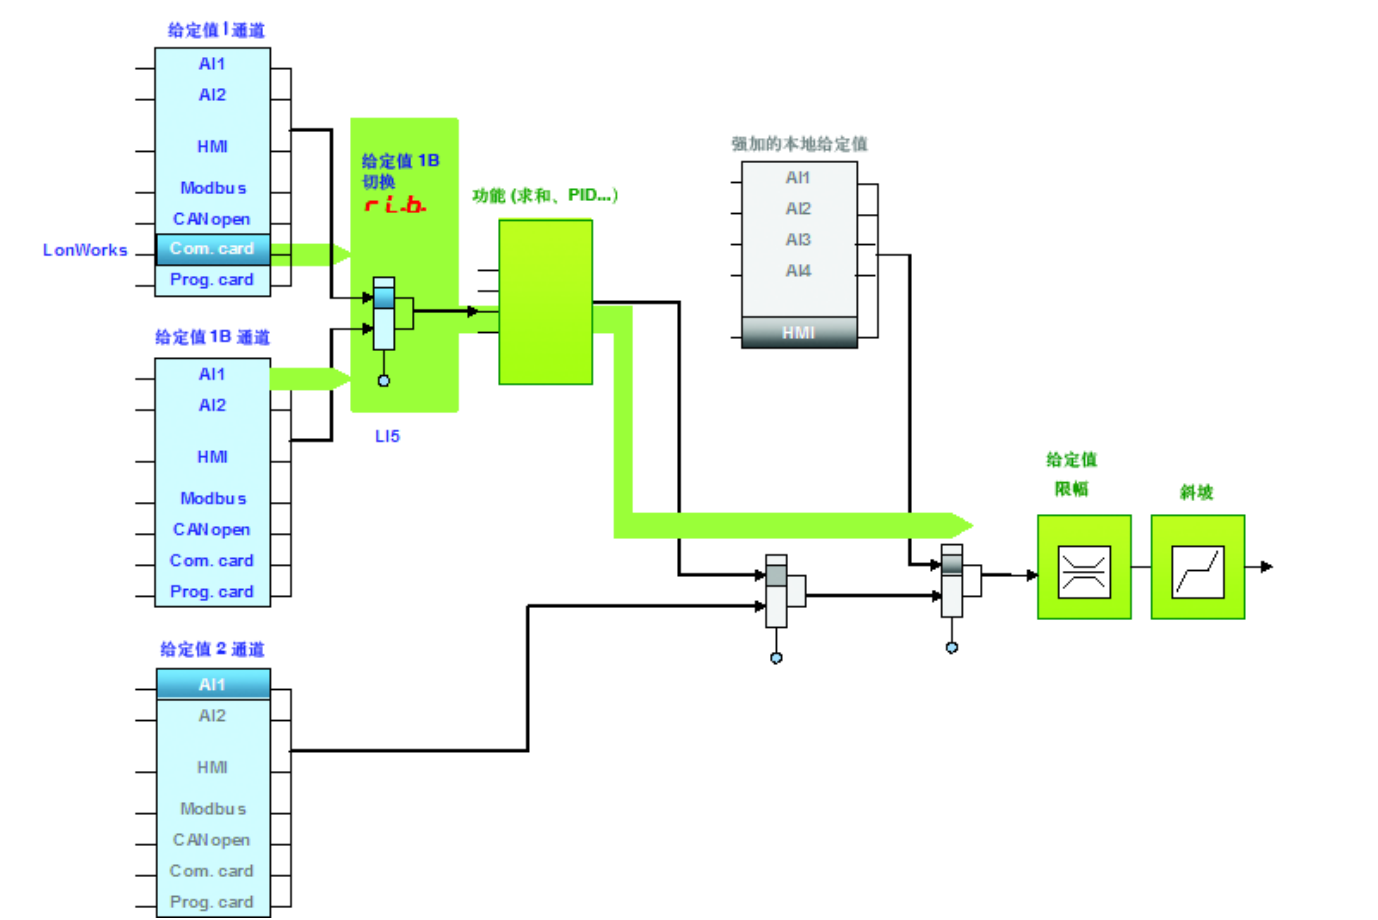 给定值 1 通道
AI1
AI2
HMI
Modbus
CANopen
LonWorks
Com. card
Prog. card
给定值 1B
切换
r i.b.
LI5
功能 (求和、PID...)
强加的本地给定值
AI1
AI2
AI3
AI4
HMI
给定值 1B 通道
AI1
AI2
HMI
Modbus
CANopen
Com. card
Prog. card
给定值
限幅
斜坡
给定值 2 通道
AI1
AI2
HMI
Modbus
CANopen
Com. card
Prog. card